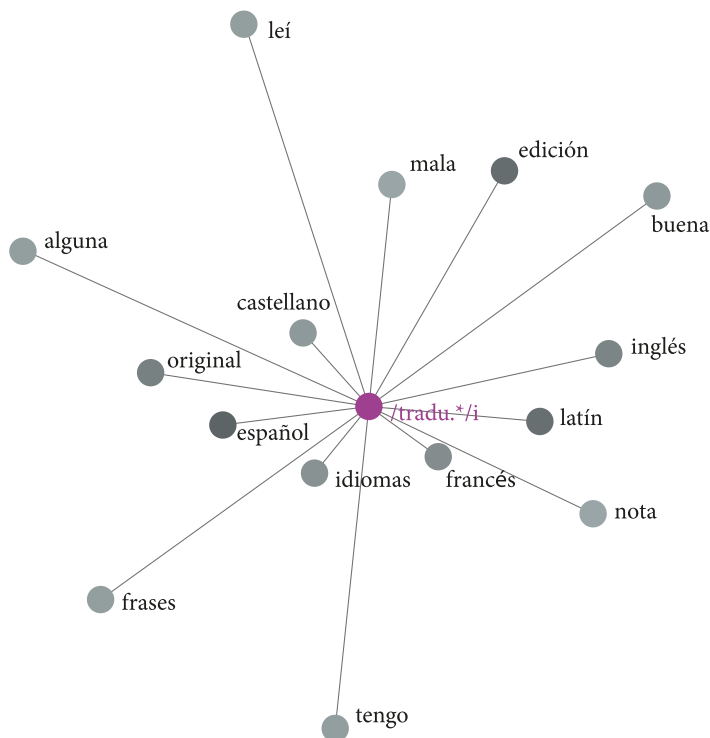 leí
edición
mala
buena
alguna
castellano
inglés
original
/tradu.*/i
latín
español
idiomas
francés
nota
frases
tengo